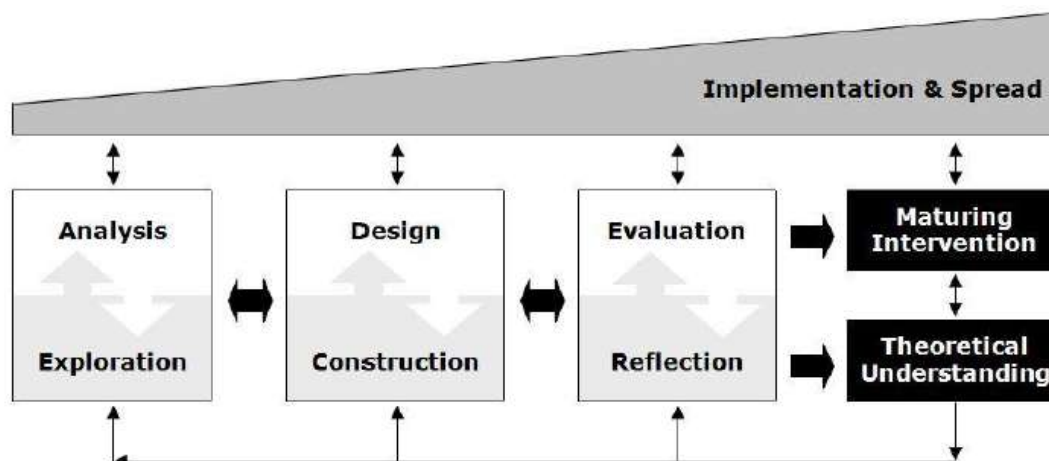 Implementation & Spread
Analysis
Exploration
Design
Construction
Evaluation
Reflection
Maturing
Intervention
Theoretical
Understanding